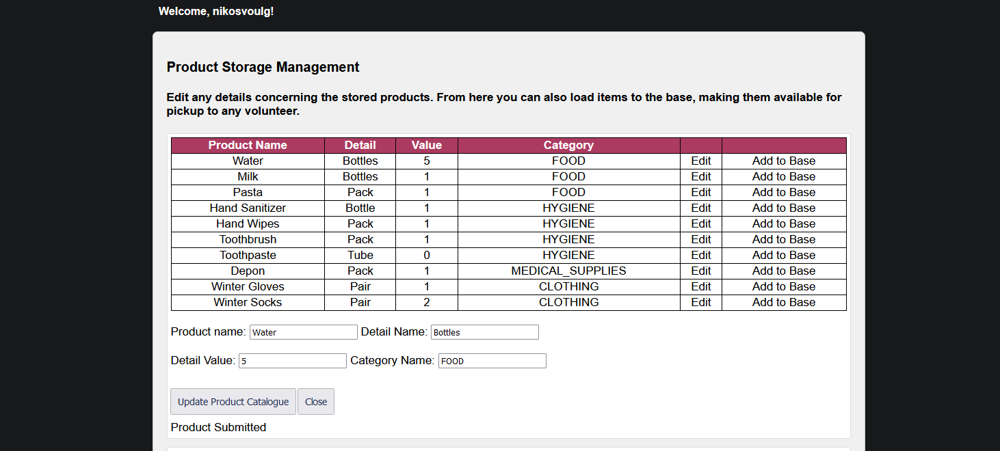 Welcome, nikosvoulg!
Product Storage Management
Edit any details concerning the stored products. From here you can also load items to the base, making them available for
pickup to any volunteer.
Product Name Detail Value Category
Water Bottles 5 FOOD Edit Add to Base
Milk Bottles 1 FOOD Edit Add to Base
Pasta Pack 1 FOOD Edit Add to Base
Hand Sanitizer Bottle 1 HYGIENE Edit Add to Base
Hand Wipes Pack 1 HYGIENE Edit Add to Base
Toothbrush Pack 1 HYGIENE Edit Add to Base
Toothpaste Tube 0 HYGIENE Edit Add to Base
Depon Pack 1 MEDICAL_SUPPLIES Edit Add to Base
Winter Gloves Pair 1 CLOTHING Edit Add to Base
Winter Socks Pair 2 CLOTHING Edit Add to Base
Product name: Water Detail Name: Bottles
Detail Value: 5 Category Name: FOOD
Update Product Catalogue Close
Product Submitted